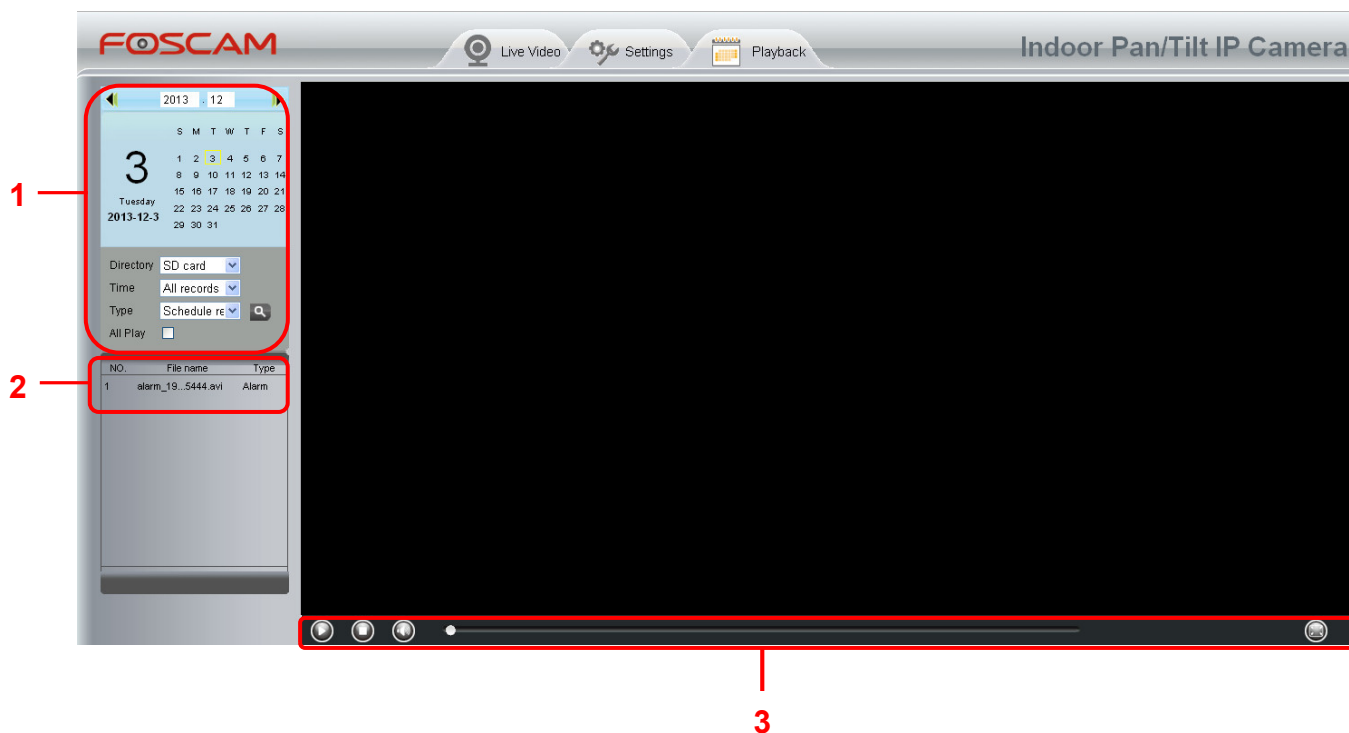 FOSCAM
Live Video
Settings
Playback
Indoor Pan/Tilt IP Camera
2013 . 12
S M T W T F S
1 2 3 4 5 6 7
8 9 10 11 12 13 14
15 16 17 18 19 20 21
22 23 24 25 26 27 28
29 30 31
3
Tuesday
2013-12-3
1
Directory SD card
Time All records
Type Schedule re
All Play
2
NO. File name Type
1 alarm_19...5444.avi Alarm
3